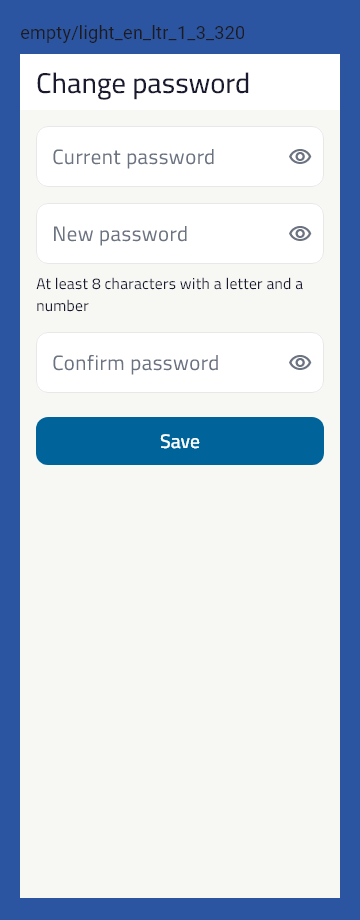 empty/light_en_ltr_1_3_320
Change password
Current password
New password
At least 8 characters with a letter and a
number
Confirm password
Save